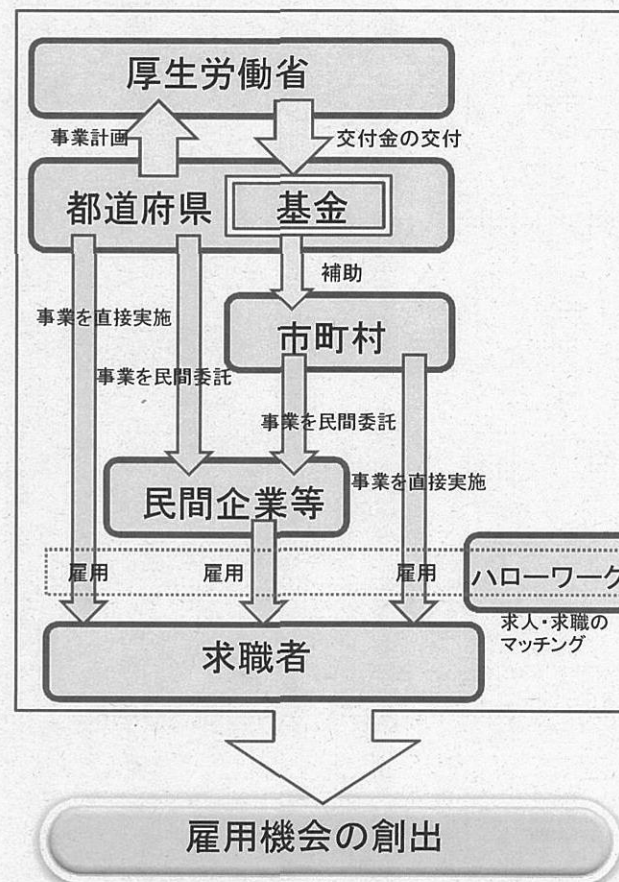 厚生労働省
事業計画
交付金の交付
都道府県
基金
補助
事業を直接実施
市町村
事業を民間委託
事業を民間委託
事業を直接実施
民間企業等
雇用
雇用
雇用
ハローワーク
求人・求職の
マッチング
求職者
雇用機会の創出